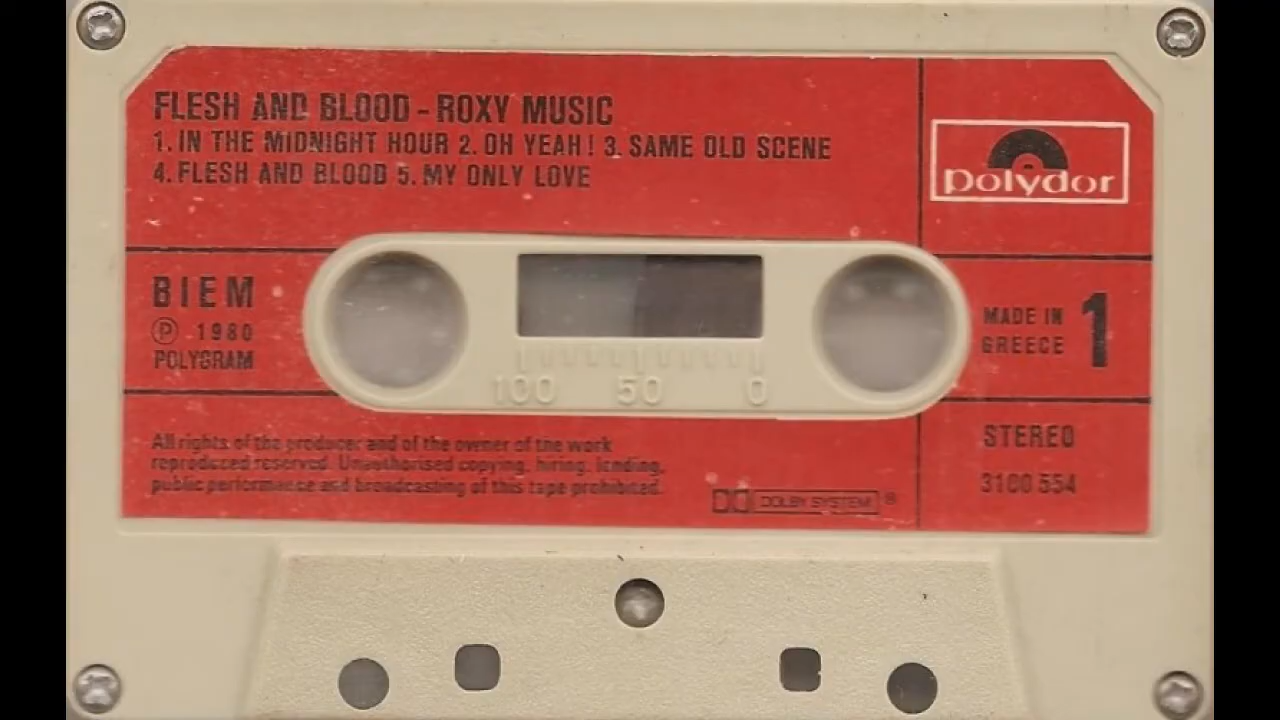 FLESH AND BLOOD - ROXY MUSIC
1. IN THE MIDNIGHT HOUR 2. OH YEAH! 3. SAME OLD SCENE
4. FLESH AND BLOOD 5. MY ONLY LOVE
polydor
BIEM
Ⓟ 1980
POLYGRAM
MADE IN
GREECE
1
100 50 0
All rights of the producer and of the owner of the work
reproduced reserved. Unauthorised copying, hiring, lending,
public performance and broadcasting of this tape prohibited.
DOLBY SYSTEM ®
STEREO
3100 554